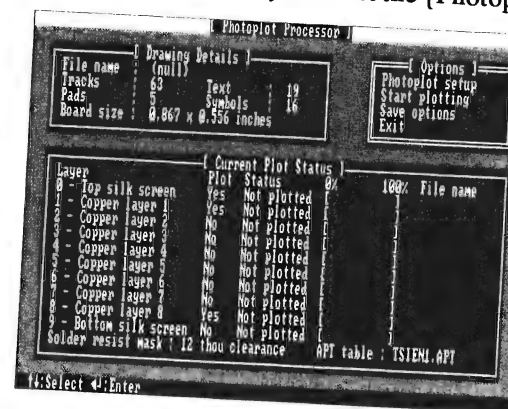 the [Photop
[ Photoplot Processor ]
[ Drawing Details ]
File name : (null)
Tracks : 63 Text : 19
Pads : 5 Symbols : 16
Board size : 0.867 x 0.556 inches
[ Options ]
Photoplot setup
Start plotting
Save options
Exit
[ Current Plot Status ]
Layer Plot Status 0% 100% File name
0 - Top silk screen Yes Not plotted [ ]
1 - Copper layer 1 Yes Not plotted [ ]
2 - Copper layer 2 No Not plotted [ ]
3 - Copper layer 3 No Not plotted [ ]
4 - Copper layer 4 No Not plotted [ ]
5 - Copper layer 5 No Not plotted [ ]
6 - Copper layer 6 No Not plotted [ ]
7 - Copper layer 7 No Not plotted [ ]
8 - Copper layer 8 Yes Not plotted [ ]
9 - Bottom silk screen No Not plotted [ ]
Solder resist mask : 12 thou clearance APT table : TSIEN1.APT
↑↓:Select ◄┘:Enter